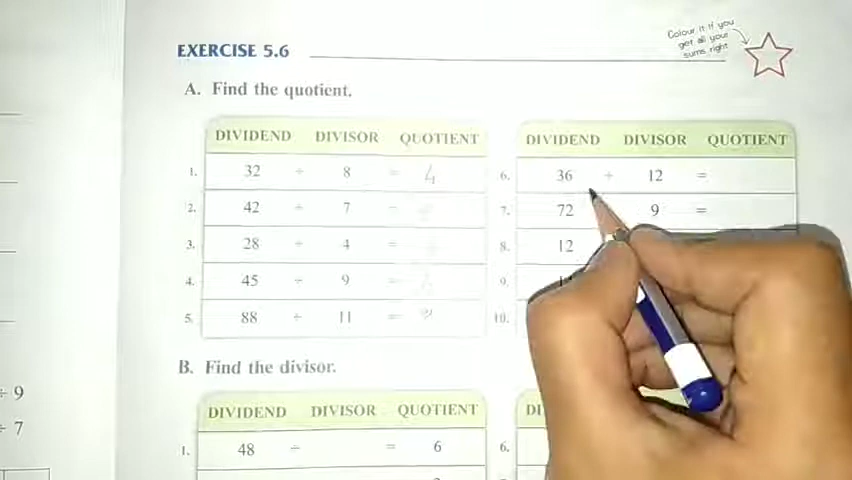 EXERCISE 5.6
Colour it if you
get all your
sums right
A. Find the quotient.
DIVIDEND DIVISOR QUOTIENT
1. 32 ÷ 8 = 4
2. 42 ÷ 7 =
3. 28 ÷ 4 =
4. 45 ÷ 9 =
5. 88 ÷ 11 =
DIVIDEND DIVISOR QUOTIENT
6. 36 ÷ 12 =
7. 72 9 =
8. 12
9.
10.
B. Find the divisor.
DIVIDEND DIVISOR QUOTIENT
1. 48 ÷ = 6
6.
÷ 9
÷ 7